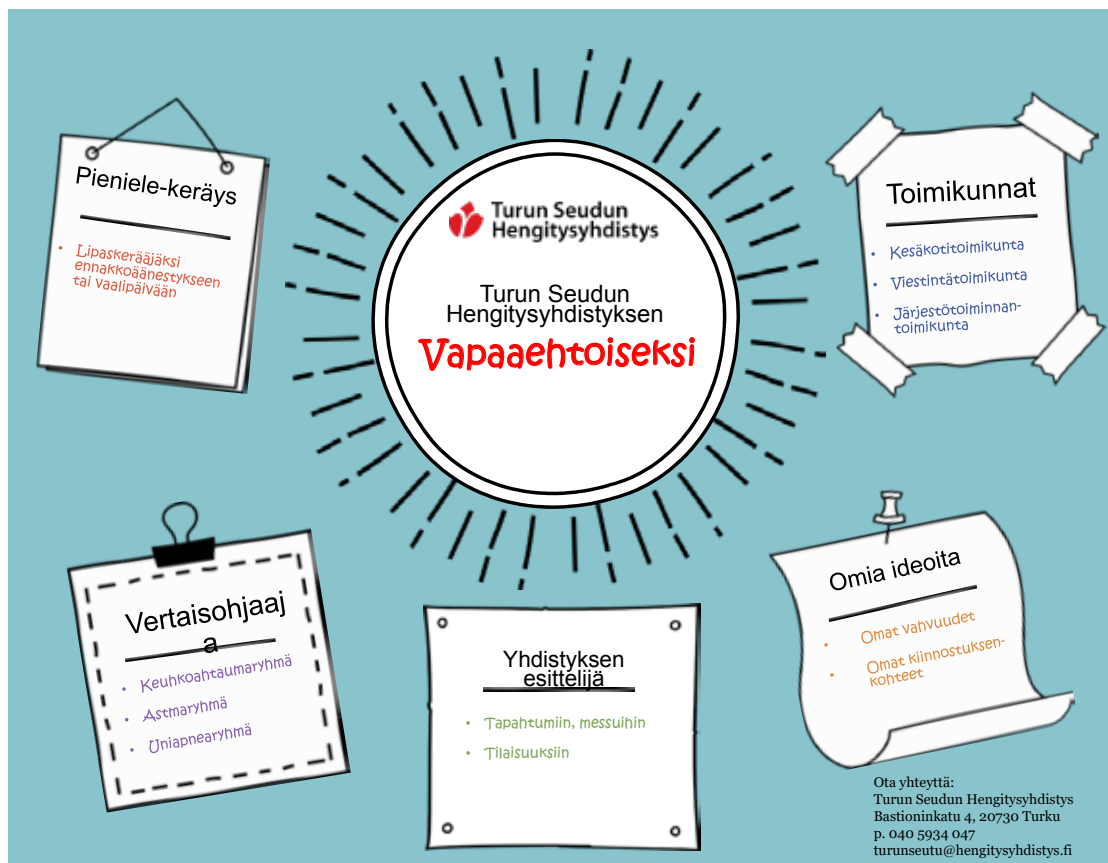 Pieniele-keräys
• Lipaskerääjäksi
ennakkoäänestykseen
tai vaalipäivään
Turun Seudun
Hengitysyhdistys
Turun Seudun
Hengitysyhdistyksen
Vapaaehtoiseksi
Toimikunnat
• Kesäkotitoimikunta
• Viestintätoimikunta
• Järjestötoiminnan-
toimikunta
Vertaisohjaaj
a
• Keuhkoahtaumaryhmä
• Astmaryhmä
• Uniapnearyhmä
Yhdistyksen
esittelijä
• Tapahtumiin, messuihin
• Tilaisuuksiin
Omia ideoita
• Omat vahvuudet
• Omat kiinnostuksen-
kohteet
Ota yhteyttä:
Turun Seudun Hengitysyhdistys
Bastioninkatu 4, 20730 Turku
p. 040 5934 047
turunseutu@hengitysyhdistys.fi